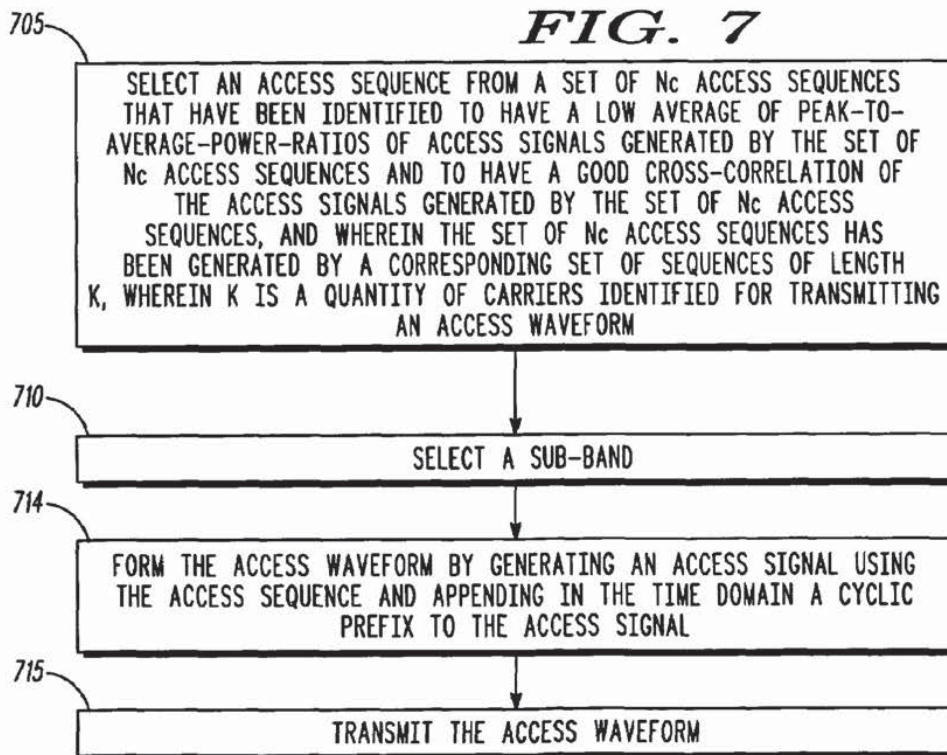 FIG. 7
705
SELECT AN ACCESS SEQUENCE FROM A SET OF Nc ACCESS SEQUENCES
THAT HAVE BEEN IDENTIFIED TO HAVE A LOW AVERAGE OF PEAK-TO-
AVERAGE-POWER-RATIOS OF ACCESS SIGNALS GENERATED BY THE SET OF
Nc ACCESS SEQUENCES AND TO HAVE A GOOD CROSS-CORRELATION OF
THE ACCESS SIGNALS GENERATED BY THE SET OF Nc ACCESS
SEQUENCES, AND WHEREIN THE SET OF Nc ACCESS SEQUENCES HAS
BEEN GENERATED BY A CORRESPONDING SET OF SEQUENCES OF LENGTH
K, WHEREIN K IS A QUANTITY OF CARRIERS IDENTIFIED FOR TRANSMITTING
AN ACCESS WAVEFORM
710
SELECT A SUB-BAND
714
FORM THE ACCESS WAVEFORM BY GENERATING AN ACCESS SIGNAL USING
THE ACCESS SEQUENCE AND APPENDING IN THE TIME DOMAIN A CYCLIC
PREFIX TO THE ACCESS SIGNAL
715
TRANSMIT THE ACCESS WAVEFORM